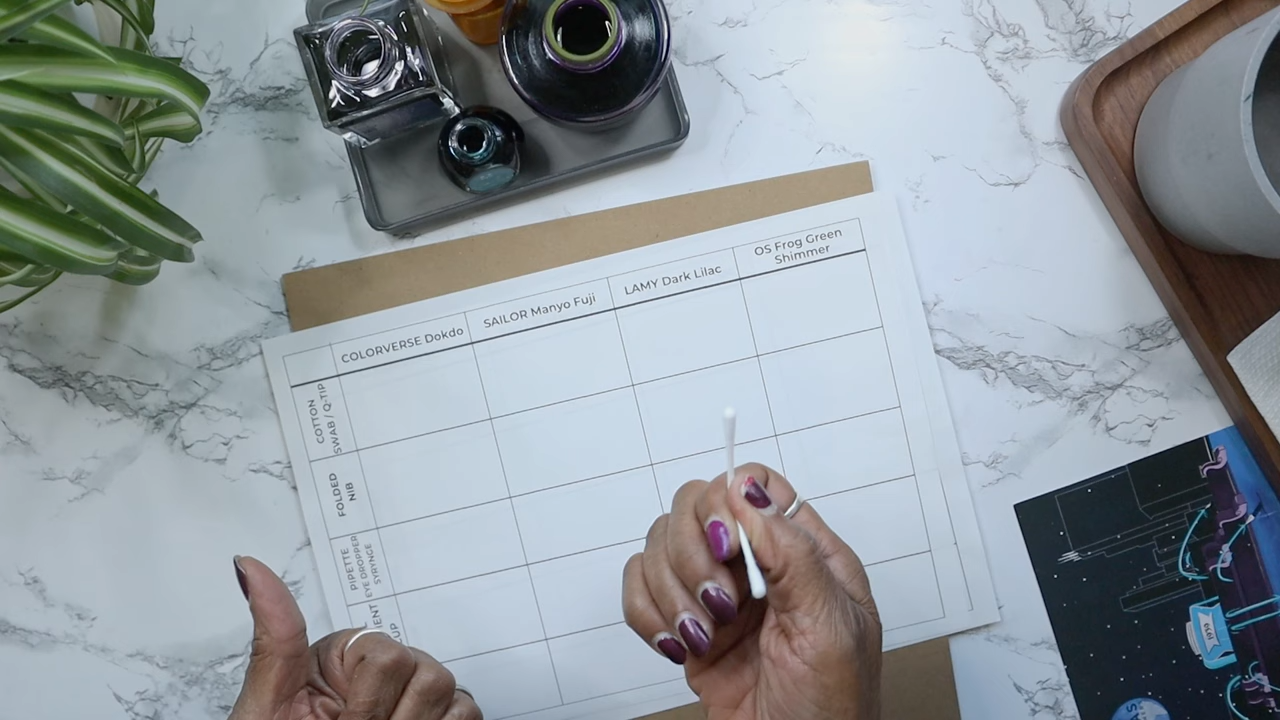 COLORVERSE Dokdo
SAILOR Manyo Fuji
LAMY Dark Lilac
OS Frog Green
Shimmer
COTTON
SWAB / Q-TIP
FOLDED
NIB
PIPETTE
EYE DROPPER
SYRYNGE